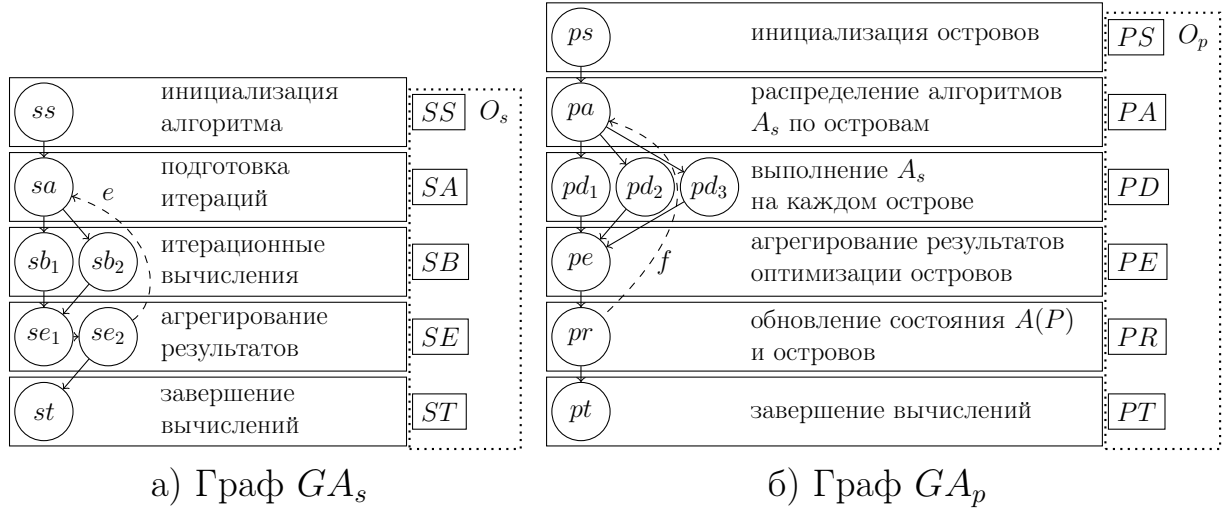 ss
инициализация
алгоритма
SS
O_s
sa
e
подготовка
итераций
SA
sb_1
sb_2
итерационные
вычисления
SB
se_1
se_2
агрегирование
результатов
SE
st
завершение
вычислений
ST
а) Граф GA_s
ps
инициализация островов
PS
O_p
pa
распределение алгоритмов
A_s по островам
PA
pd_1
pd_2
pd_3
выполнение A_s
на каждом острове
PD
pe
f
агрегирование результатов
оптимизации островов
PE
pr
обновление состояния A(P)
и островов
PR
pt
завершение вычислений
PT
б) Граф GA_p